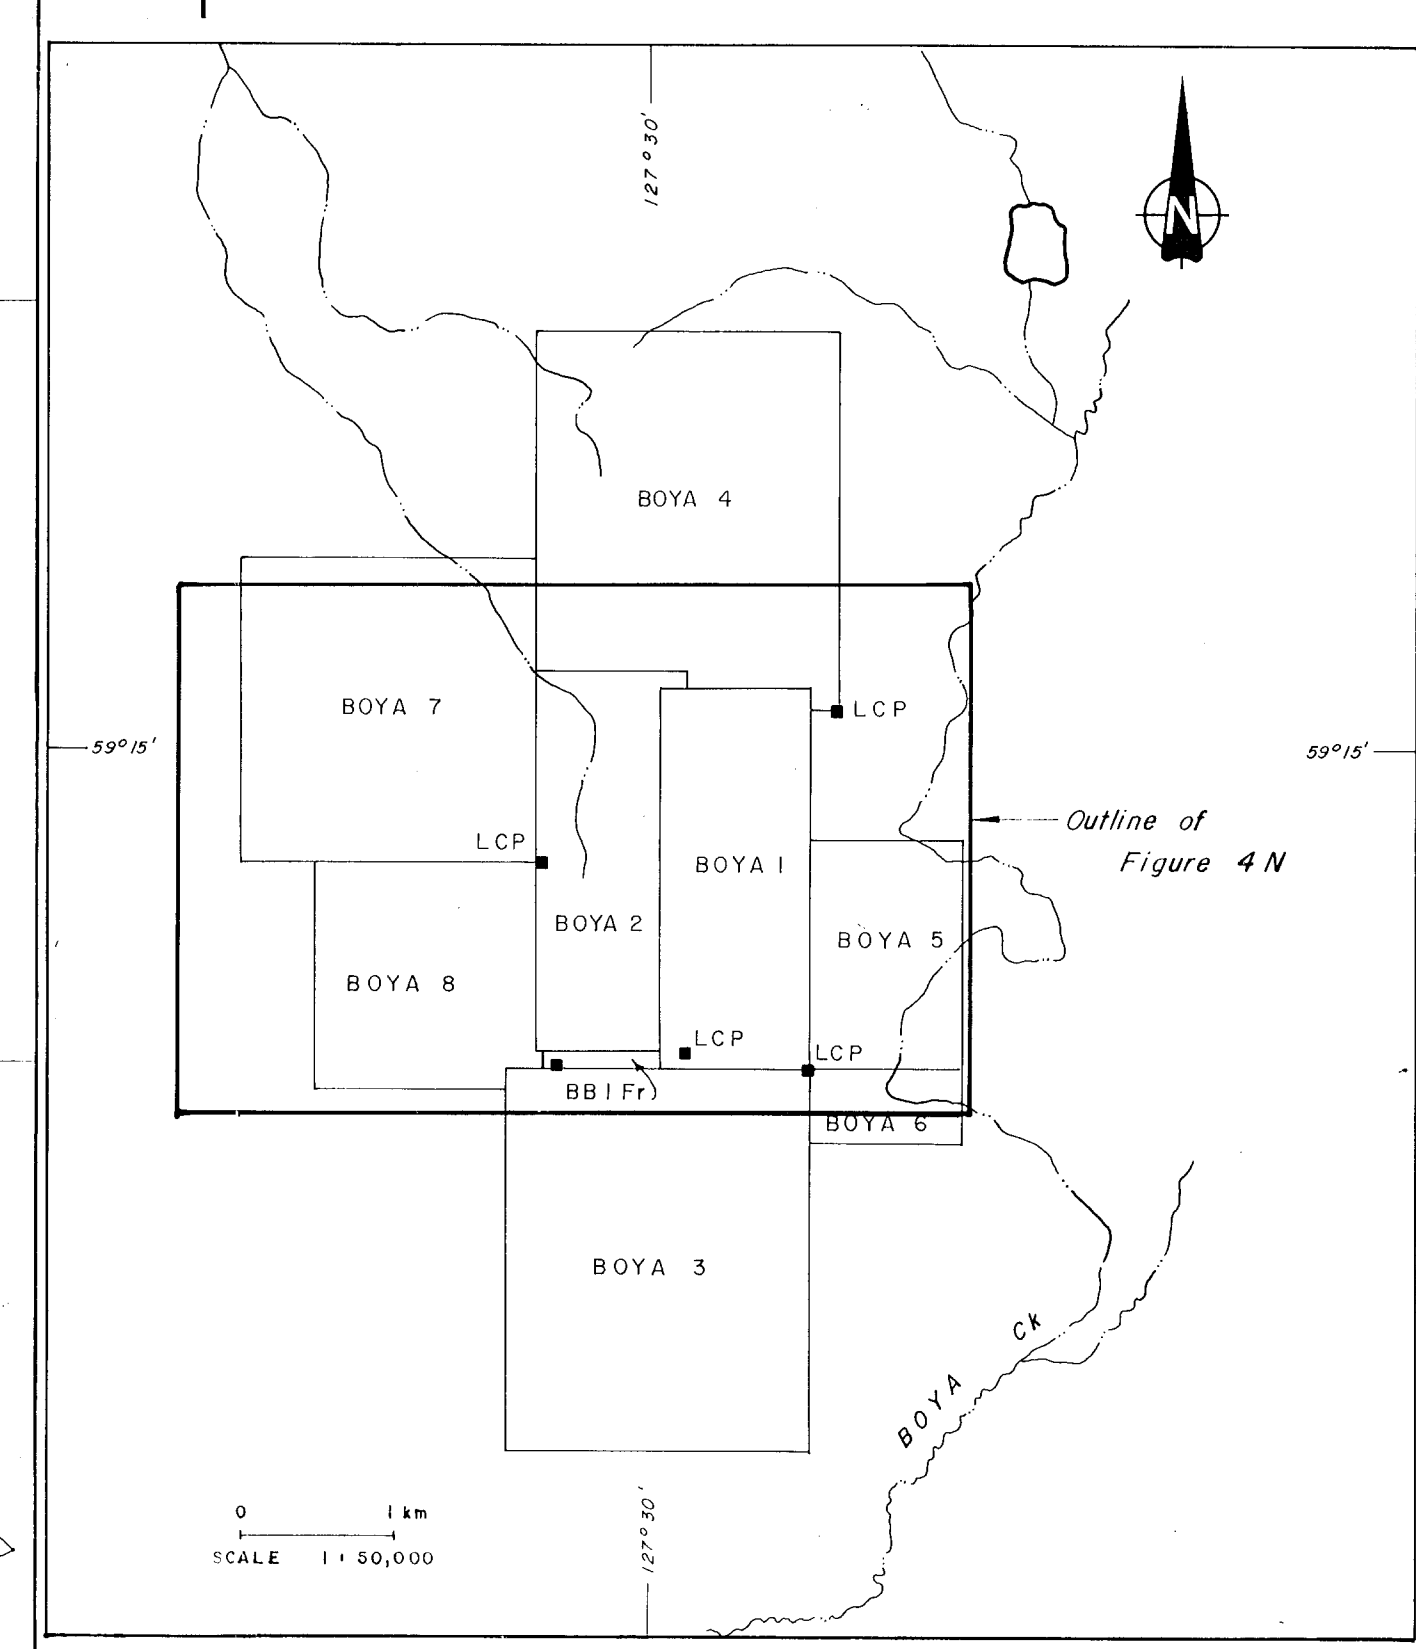 127°30'
N
BOYA 4
BOYA 7
LCP
59°15'
59°15'
Outline of
Figure 4N
LCP
BOYA 1
BOYA 2
BOYA 5
BOYA 8
LCP
LCP
BB1Fr
BOYA 6
BOYA 3
BOYA Ck
0 1 km
SCALE 1:50,000
127°30'